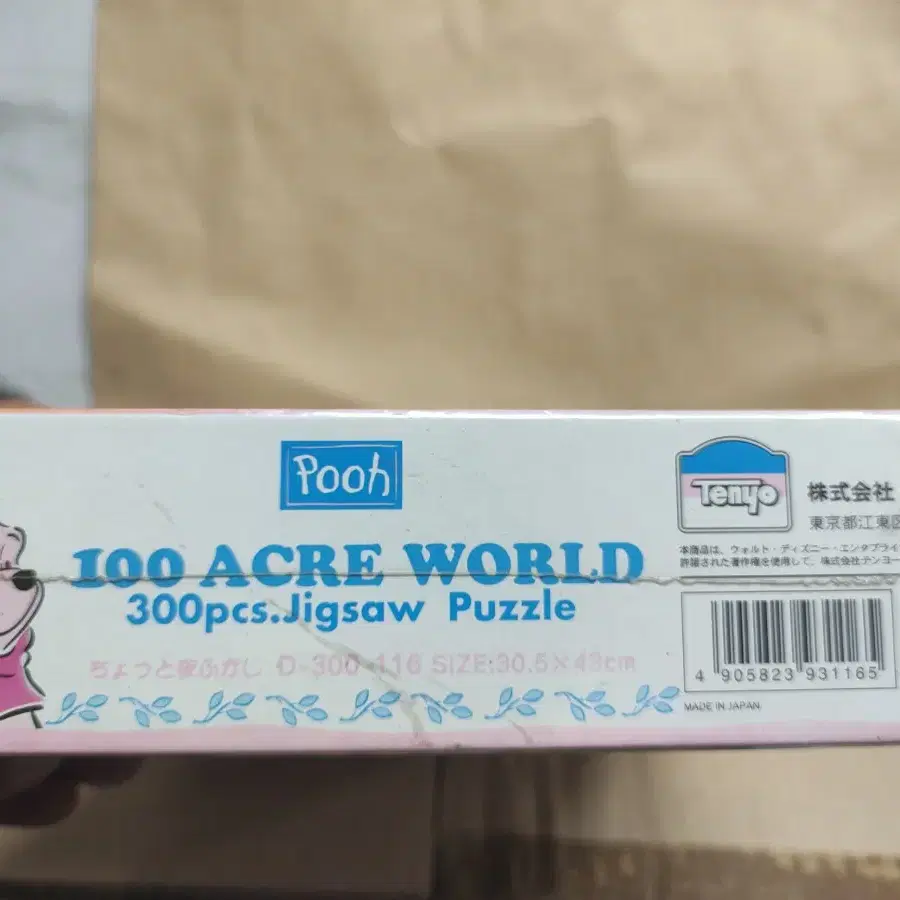 Pooh
100 ACRE WORLD
300pcs.Jigsaw Puzzle
ちょっと夜ふかし D-300-116 SIZE:30.5×43cm
Tenyo
株式会社
東京都江東区
本商品は、ウォルト・ディズニー・エンタプライ
許諾された著作権を使用して、株式会社テンヨー
4 905823 931165
MADE IN JAPAN